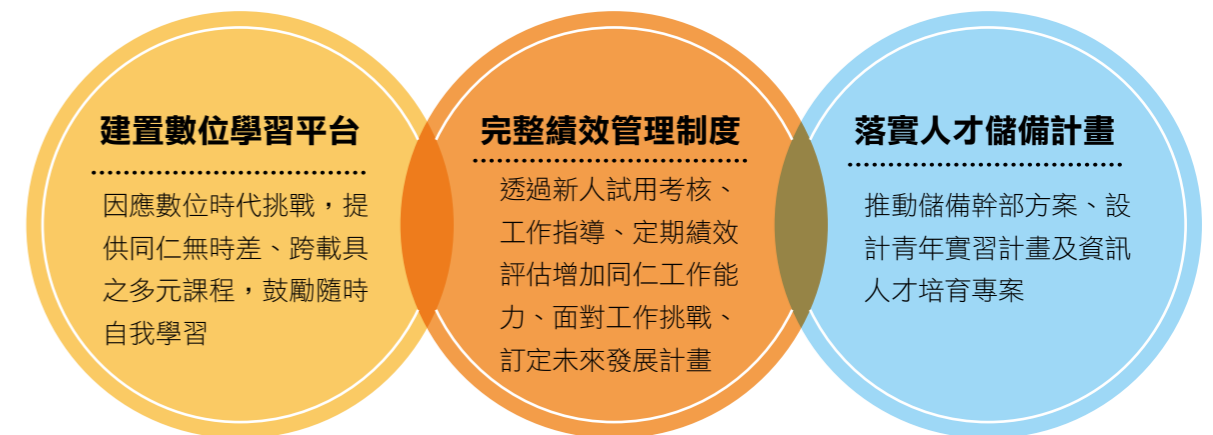 建置數位學習平台
因應數位時代挑戰，提
供同仁無時差、跨載具
之多元課程，鼓勵隨時
自我學習
完整績效管理制度
透過新人試用考核、
工作指導、定期績效
評估增加同仁工作能
力、面對工作挑戰、
訂定未來發展計畫
落實人才儲備計畫
推動儲備幹部方案、設
計青年實習計畫及資訊
人才培育專案